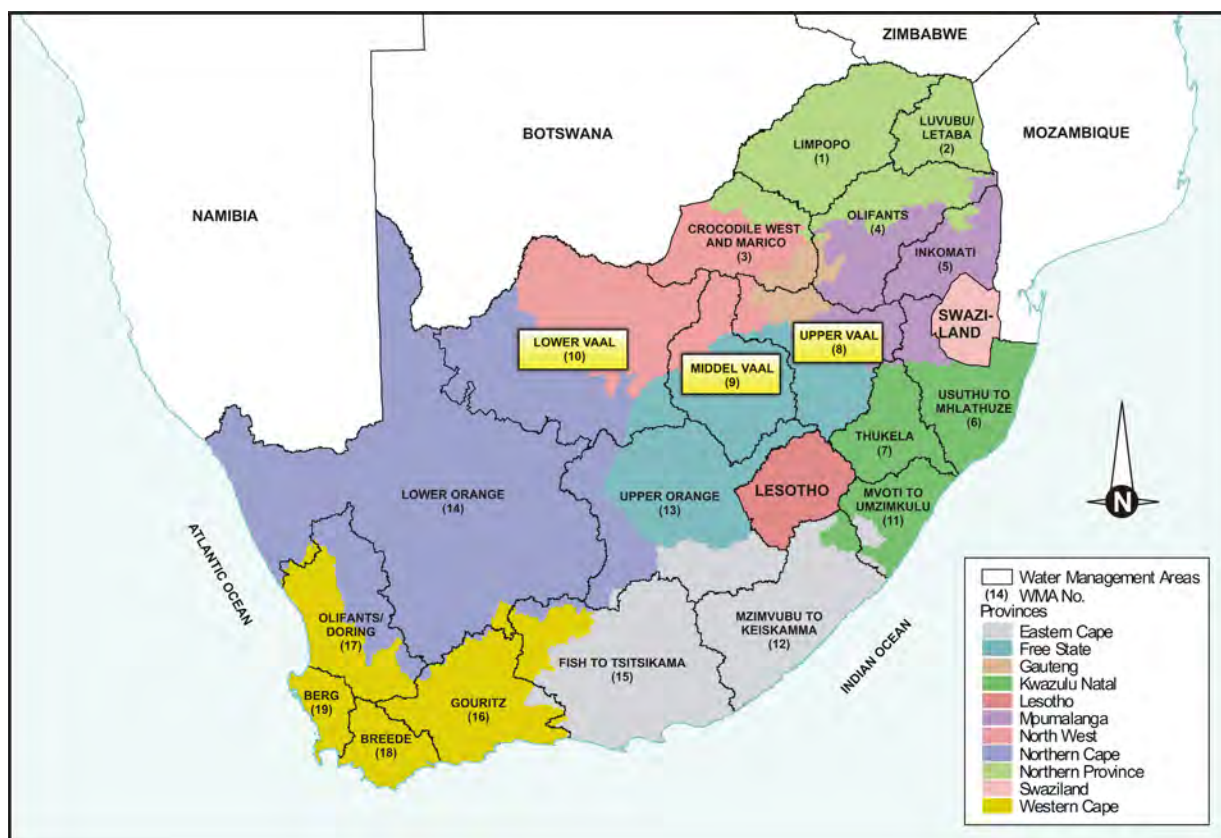 ZIMBABWE
BOTSWANA
MOZAMBIQUE
NAMIBIA
LIMPOPO
(1)
LUVUBU/
LETABA
(2)
CROCODILE WEST
AND MARICO
(3)
OLIFANTS
(4)
INKOMATI
(5)
SWAZI-
LAND
LOWER VAAL
(10)
MIDDEL VAAL
(9)
UPPER VAAL
(8)
USUTHU TO
MHLATHUZE
(6)
THUKELA
(7)
LOWER ORANGE
(14)
UPPER ORANGE
(13)
LESOTHO
MVOTI TO
UMZIMKULU
(11)
N
ATLANTIC OCEAN
OLIFANTS/
DORING
(17)
MZIMVUBU TO
KEISKAMMA
(12)
FISH TO TSITSIKAMA
(15)
INDIAN OCEAN
BERG
(19)
GOURITZ
(16)
BREEDE
(18)
Water Management Areas
(14) WMA No.
Provinces
Eastern Cape
Free State
Gauteng
Kwazulu Natal
Lesotho
Mpumalanga
North West
Northern Cape
Northern Province
Swaziland
Western Cape